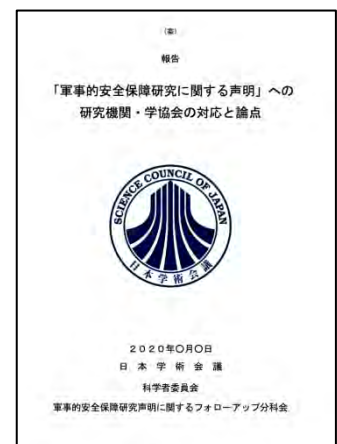 (案)
報告
「軍事的安全保障研究に関する声明」への
研究機関・学協会の対応と論点
SCIENCE COUNCIL OF JAPAN
日本学術会議
2020年〇月〇日
日本学術会議
科学者委員会
軍事的安全保障研究声明に関するフォローアップ分科会